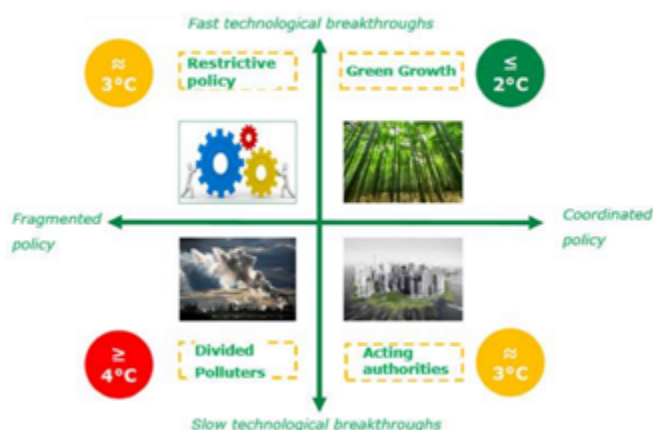 Fast technological breakthroughs
≈
3°C
Restrictive
policy
Green Growth
≤
2°C
Fragmented
policy
Coordinated
policy
≥
4°C
Divided
Polluters
Acting
authorities
≈
3°C
Slow technological breakthroughs